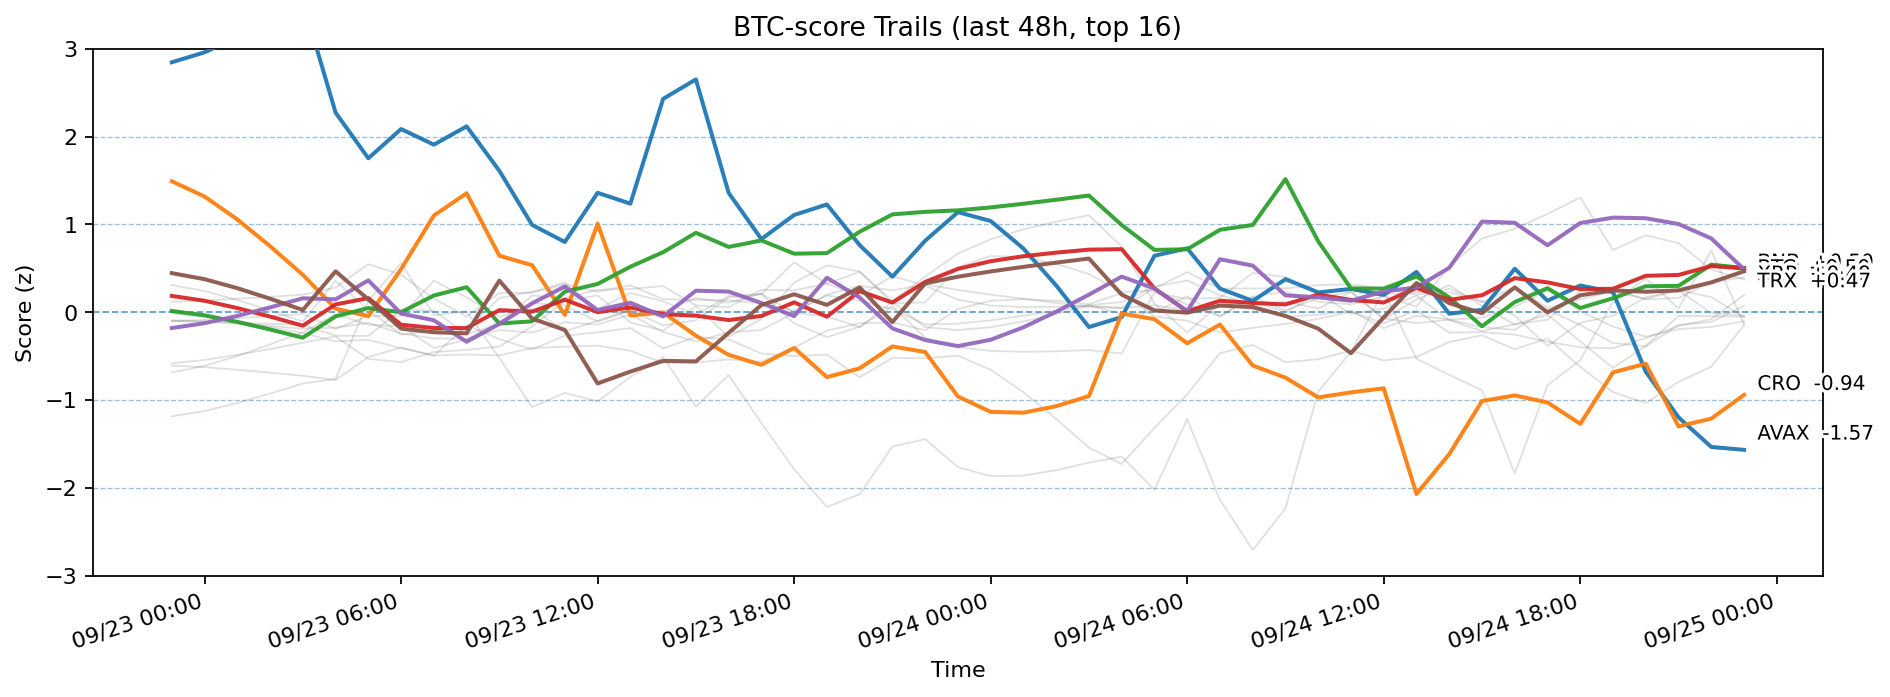 BTC-score Trails (last 48h, top 16)
Score (z)
3
2
1
0
−1
−2
−3
TRX +0.47
CRO -0.94
AVAX -1.57
09/23 00:00
09/23 06:00
09/23 12:00
09/23 18:00
09/24 00:00
09/24 06:00
09/24 12:00
09/24 18:00
09/25 00:00
Time